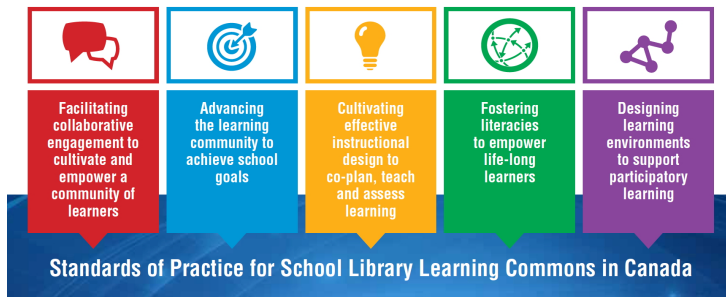 Facilitating
collaborative
engagement to
cultivate and
empower a
community of
learners
Advancing
the learning
community to
achieve school
goals
Cultivating
effective
instructional
design to
co-plan, teach
and assess
learning
Fostering
literacies
to empower
life-long
learners
Designing
learning
environments
to support
participatory
learning
Standards of Practice for School Library Learning Commons in Canada